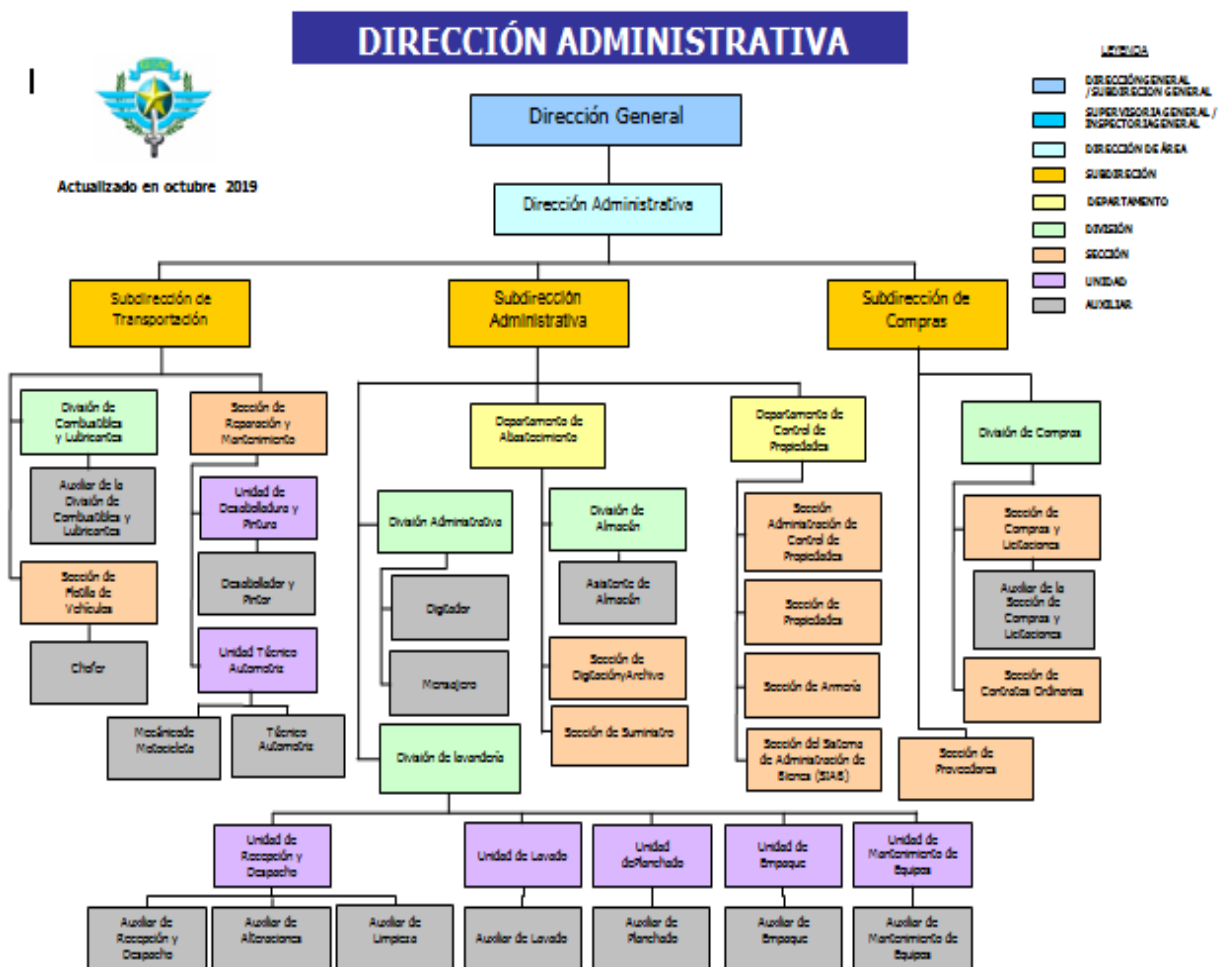 DIRECCIÓN ADMINISTRATIVA
Actualizado en octubre 2019
LEYENDA
DIRECCIÓN GENERAL
/SUBDIRECION GENERAL
SUPERVISORIA GENERAL /
INSPECTORIA GENERAL
DIRECCIÓN DE ÁREA
SUBDIRECIÓN
DEPARTAMENTO
DIVISIÓN
SECCIÓN
UNIDAD
AUXILIAR
Dirección General
Dirección Administrativa
Subdirección de
Transportación
Subdirección
Administrativa
Subdirección de
Compras
División de
Combustibles
y Lubricantes
Sección de
Reparación y
Mantenimiento
Departamento de
Abastecimiento
Departamento de
Control de
Propiedades
División de Compras
Auxiliar de la
División de
Combustibles y
Lubricantes
Unidad de
Desabolladura y
Pintura
División Administrativa
División de
Almacén
Sección
Administración de
Control de
Propiedades
Sección de
Compras y
Licitaciones
Sección de
Flotilla de
Vehículos
Desabollador y
Pintor
Digitador
Asistente de
Almacén
Sección de
Propiedades
Auxiliar de la
Sección de
Compras y
Licitaciones
Chofer
Unidad Técnico
Automotriz
Mensajero
Sección de
DigitaciónyArchivo
Sección de Armería
Sección de
Contratos Ordinarios
Mecánicade
Motocicleta
Técnico
Automotriz
División de lavandería
Sección de Suministro
Sección del Sistema
de Administración de
Bienes (SIAB)
Sección de
Proveedores
Unidad de
Recepción y
Despacho
Unidad de Lavado
Unidad
dePlanchado
Unidad de
Empaque
Unidad de
Mantenimiento de
Equipos
Auxiliar de
Recepción y
Despacho
Auxiliar de
Alteraciones
Auxiliar de
Limpieza
Auxiliar de Lavado
Auxiliar de
Planchado
Auxiliar de
Empaque
Auxiliar de
Mantenimiento de
Equipos